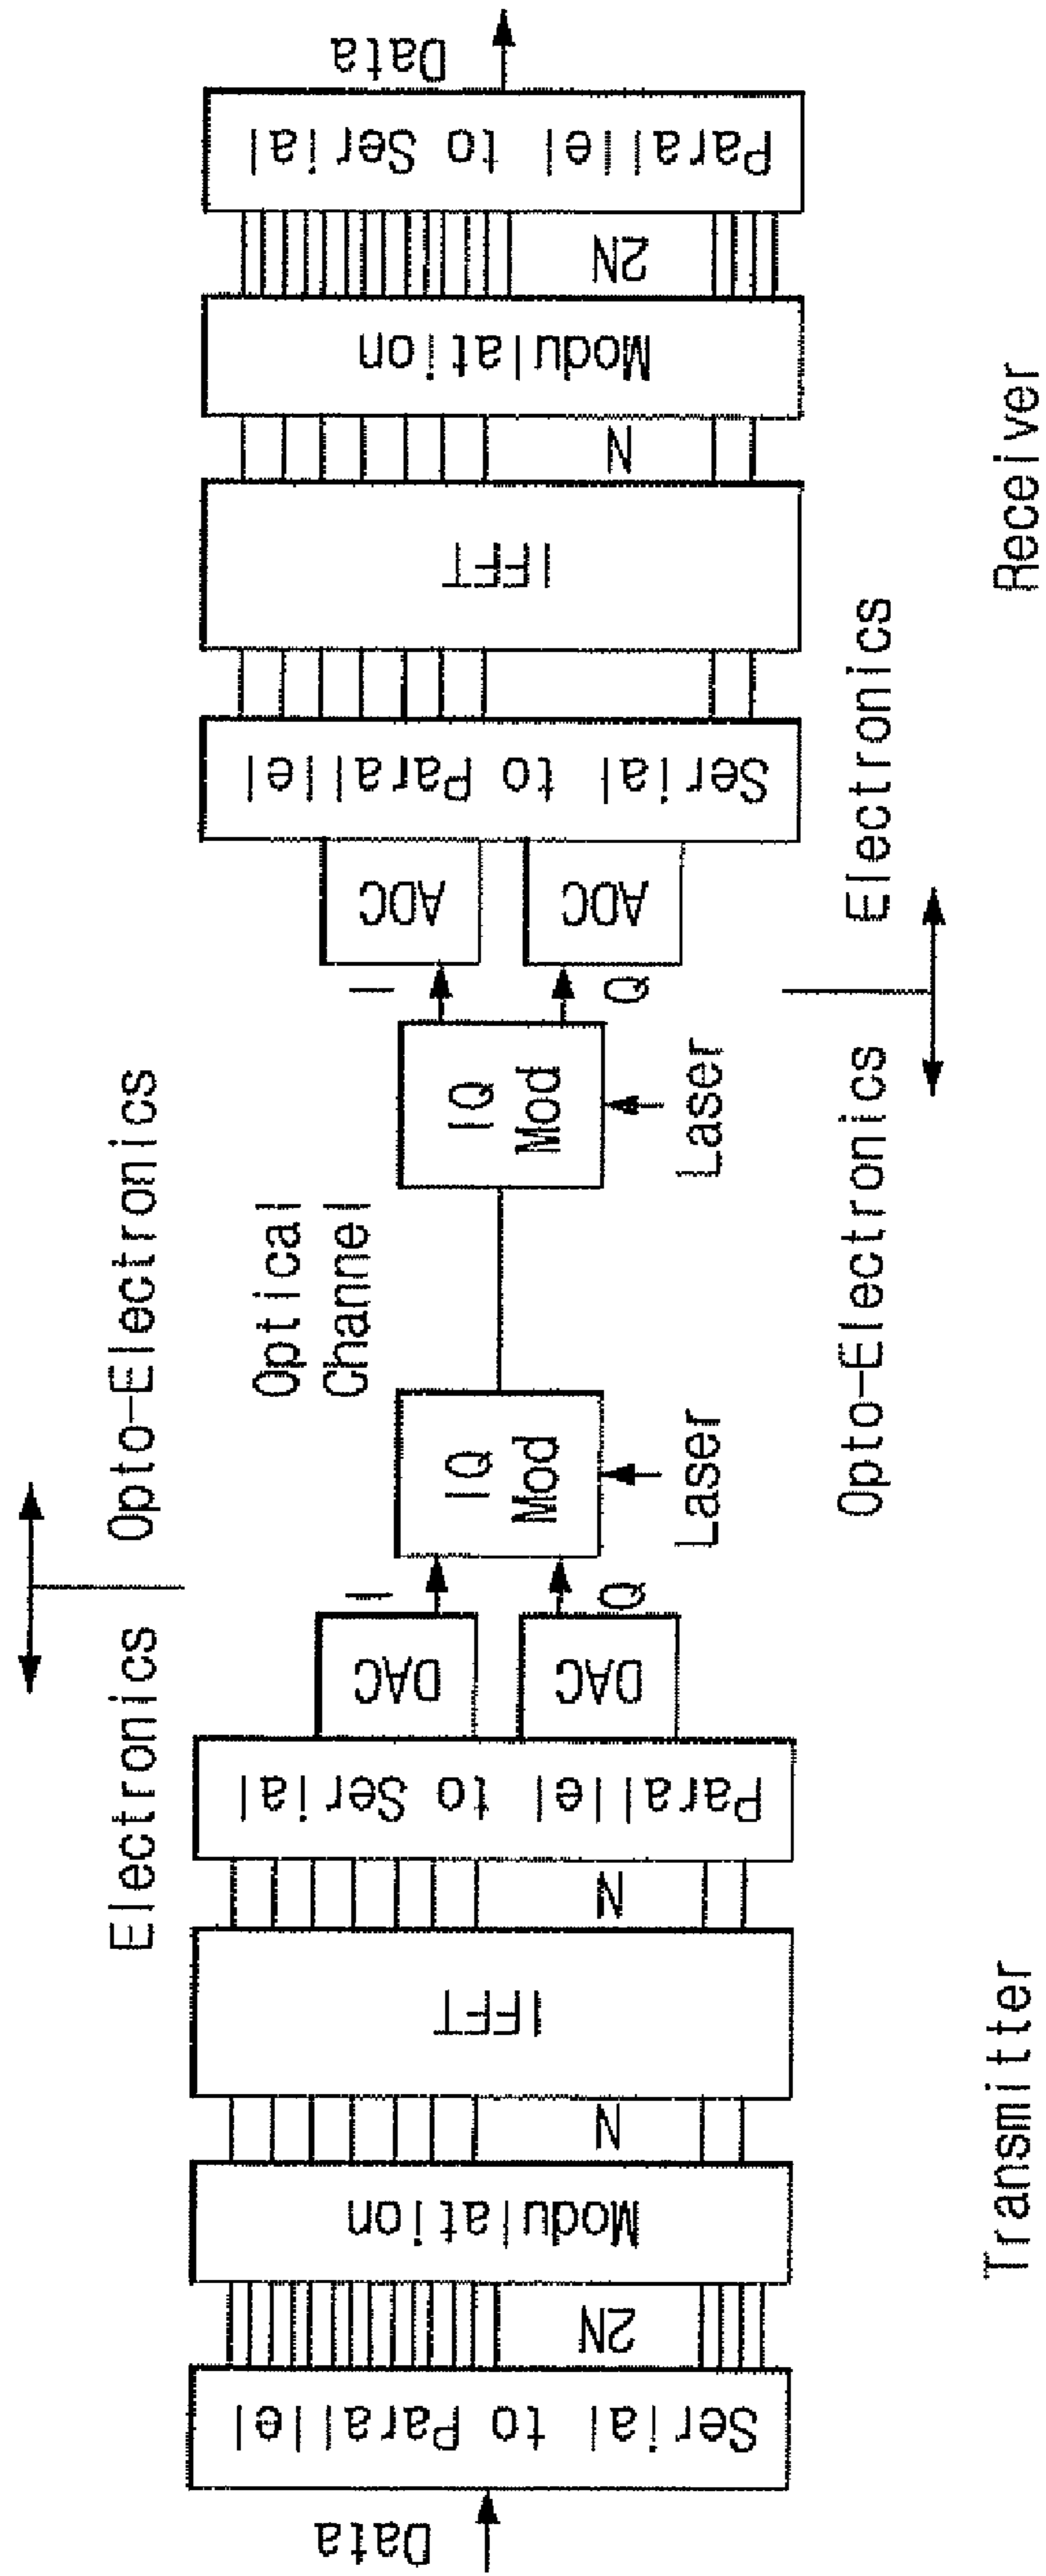 Data
Serial to Parallel
2N
Modulation
N
IFFT
N
Parallel to Serial
DAC
DAC
I
Q
Electronics
Opto-Electronics
IQ
Mod
Laser
Optical
Channel
IQ
Mod
Laser
I
Q
Opto-Electronics
Electronics
ADC
ADC
Serial to Parallel
IFFT
N
Modulation
2N
Parallel to Serial
Data
Transmitter
Receiver